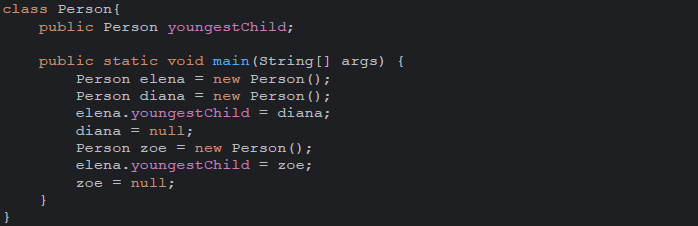 class Person{
    public Person youngestChild;

    public static void main(String[] args) {
        Person elena = new Person();
        Person diana = new Person();
        elena.youngestChild = diana;
        diana = null;
        Person zoe = new Person();
        elena.youngestChild = zoe;
        zoe = null;
    }
}